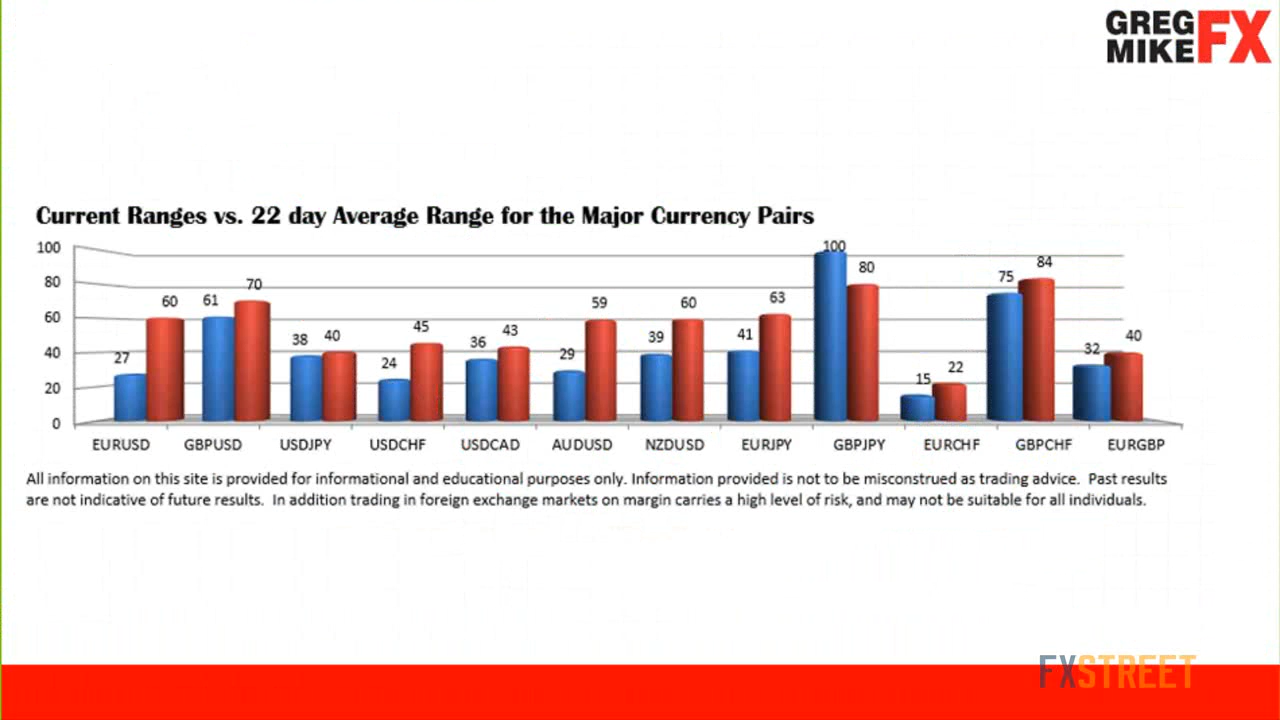 GREG
MIKE FX
Current Ranges vs. 22 day Average Range for the Major Currency Pairs
100
80
60
40
20
0
27 60 61 70 38 40 24 45 36 43 29 59 39 60 41 63 100 80 15 22 75 84 32 40
EURUSD GBPUSD USDJPY USDCHF USDCAD AUDUSD NZDUSD EURJPY GBPJPY EURCHF GBPCHF EURGBP
All information on this site is provided for informational and educational purposes only. Information provided is not to be misconstrued as trading advice. Past results
are not indicative of future results. In addition trading in foreign exchange markets on margin carries a high level of risk, and may not be suitable for all individuals.
FXSTREET